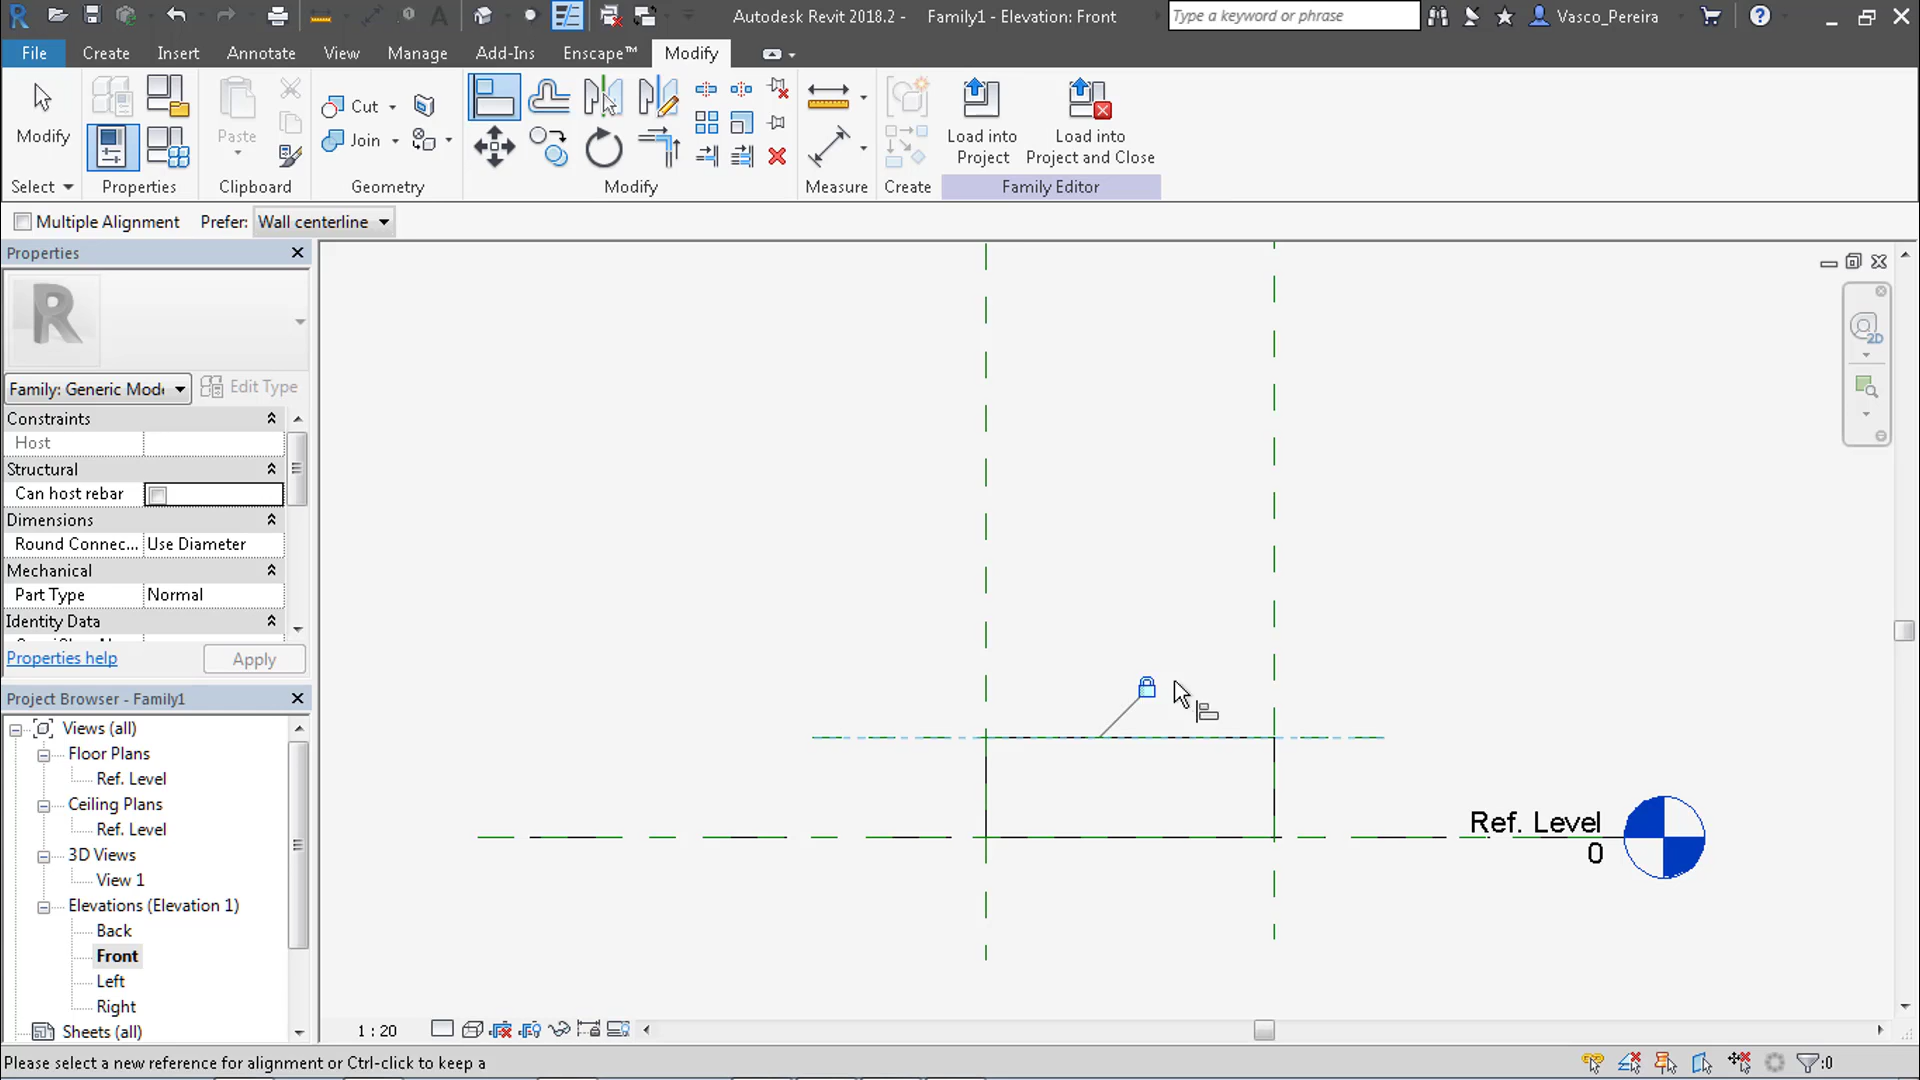 Autodesk Revit 2018.2 - Family1 - Elevation: Front
Type a keyword or phrase
Vasco_Pereira
File Create Insert Annotate View Manage Add-Ins Enscape™ Modify
Modify
Select
Properties
Paste
Clipboard
Cut
Join
Geometry
Modify
Measure
Create
Load into
Project
Load into
Project and Close
Family Editor
Multiple Alignment Prefer: Wall centerline
Properties
Family: Generic Mode
Edit Type
Constraints
Host
Structural
Can host rebar
Dimensions
Round Connec... Use Diameter
Mechanical
Part Type Normal
Identity Data
Properties help
Apply
Project Browser - Family1
Views (all)
Floor Plans
Ref. Level
Ceiling Plans
Ref. Level
3D Views
View 1
Elevations (Elevation 1)
Back
Front
Left
Right
Sheets (all)
2D
Ref. Level
0
1 : 20
Please select a new reference for alignment or Ctrl-click to keep a
:0